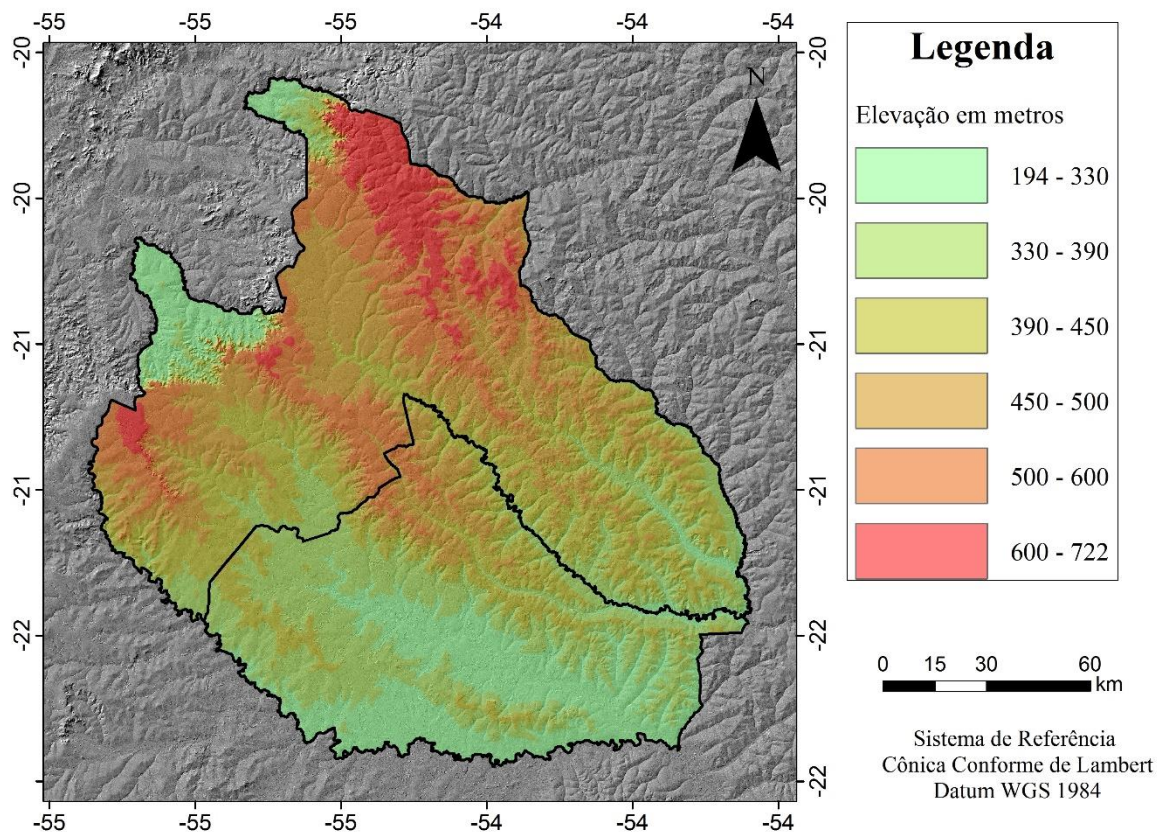 -55 -55 -55 -54 -54 -54
-20
-20
-21
-21
-22
-22
-55 -55 -55 -54 -54 -54
20
-20
-21
-21
-22
-22
N
Legenda
Elevação em metros
194 - 330
330 - 390
390 - 450
450 - 500
500 - 600
600 - 722
0 15 30 60
km
Sistema de Referência
Cônica Conforme de Lambert
Datum WGS 1984